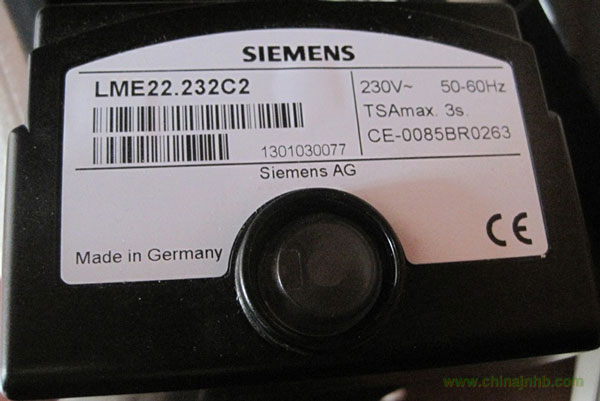 SIEMENS
LME22.232C2
230V~ 50-60Hz
TSAmax. 3s.
CE-0085BR0263
1301030077
Siemens AG
Made in Germany
CE
www.chinajnhb.com